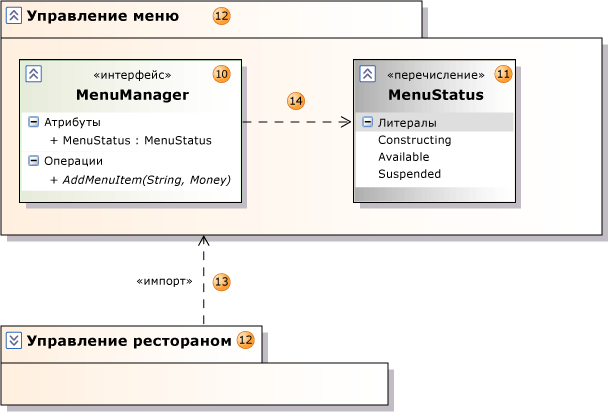 Управление меню 12
«интерфейс» 10
MenuManager
Атрибуты
+ MenuStatus : MenuStatus
Операции
+ AddMenuItem(String, Money)
14
«перечисление» 11
MenuStatus
Литералы
Constructing
Available
Suspended
«импорт» 13
Управление рестораном 12